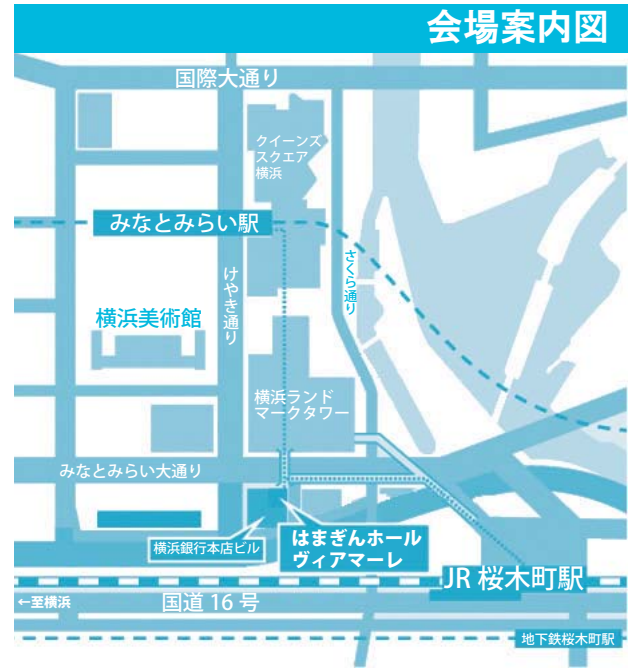 会場案内図
国際大通り
クイーンズ
スクエア
横浜
みなとみらい駅
けやき通り
さくら通り
横浜美術館
横浜ランド
マークタワー
みなとみらい大通り
横浜銀行本店ビル
はまぎんホール
ヴィアマーレ
JR 桜木町駅
←至横浜
国道 16 号
地下鉄桜木町駅